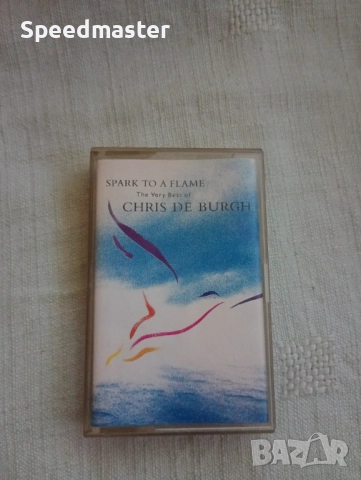 Speedmaster
SPARK TO A FLAME
The Very Best of
CHRIS DE BURGH
BAZAR